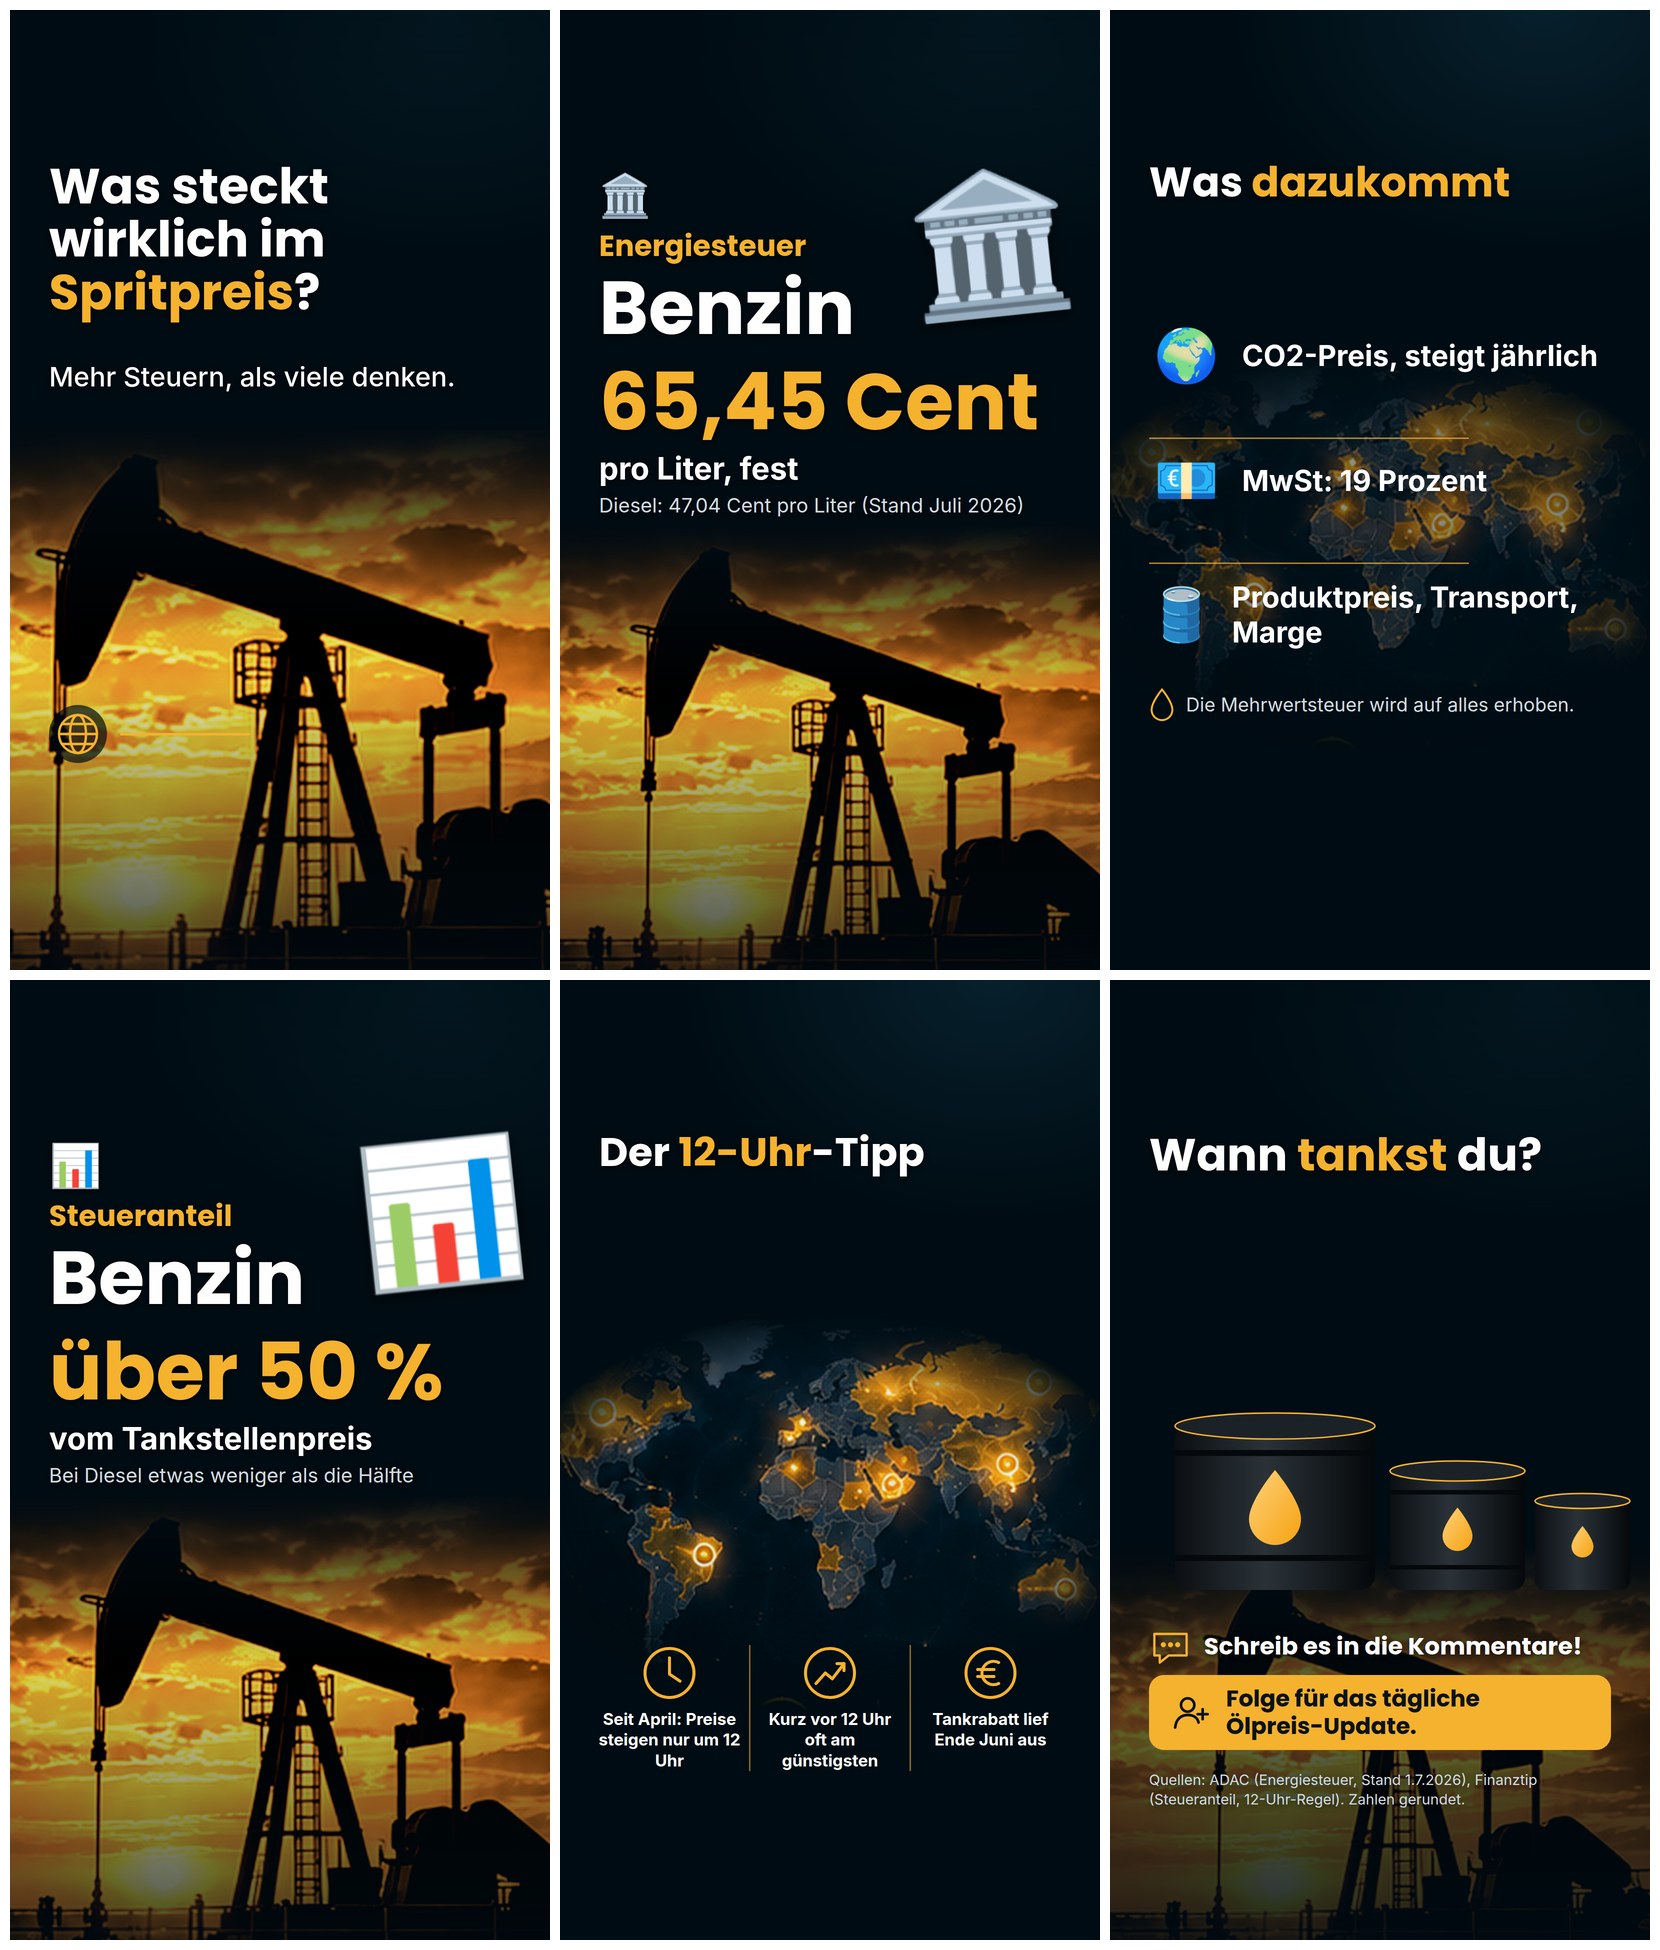 Was steckt
wirklich im
Spritpreis?
Mehr Steuern, als viele denken.
Energiesteuer
Benzin
65,45 Cent
pro Liter, fest
Diesel: 47,04 Cent pro Liter (Stand Juli 2026)
Was dazukommt
CO2-Preis, steigt jährlich
€
MwSt: 19 Prozent
Produktpreis, Transport,
Marge
Die Mehrwertsteuer wird auf alles erhoben.
Steueranteil
Benzin
über 50 %
vom Tankstellenpreis
Bei Diesel etwas weniger als die Hälfte
Der 12-Uhr-Tipp
€
Seit April: Preise
steigen nur um 12
Uhr
Kurz vor 12 Uhr
oft am
günstigsten
Tankrabatt lief
Ende Juni aus
Wann tankst du?
Schreib es in die Kommentare!
Folge für das tägliche
Ölpreis-Update.
Quellen: ADAC (Energiesteuer, Stand 1.7.2026), Finanztip
(Steueranteil, 12-Uhr-Regel). Zahlen gerundet.